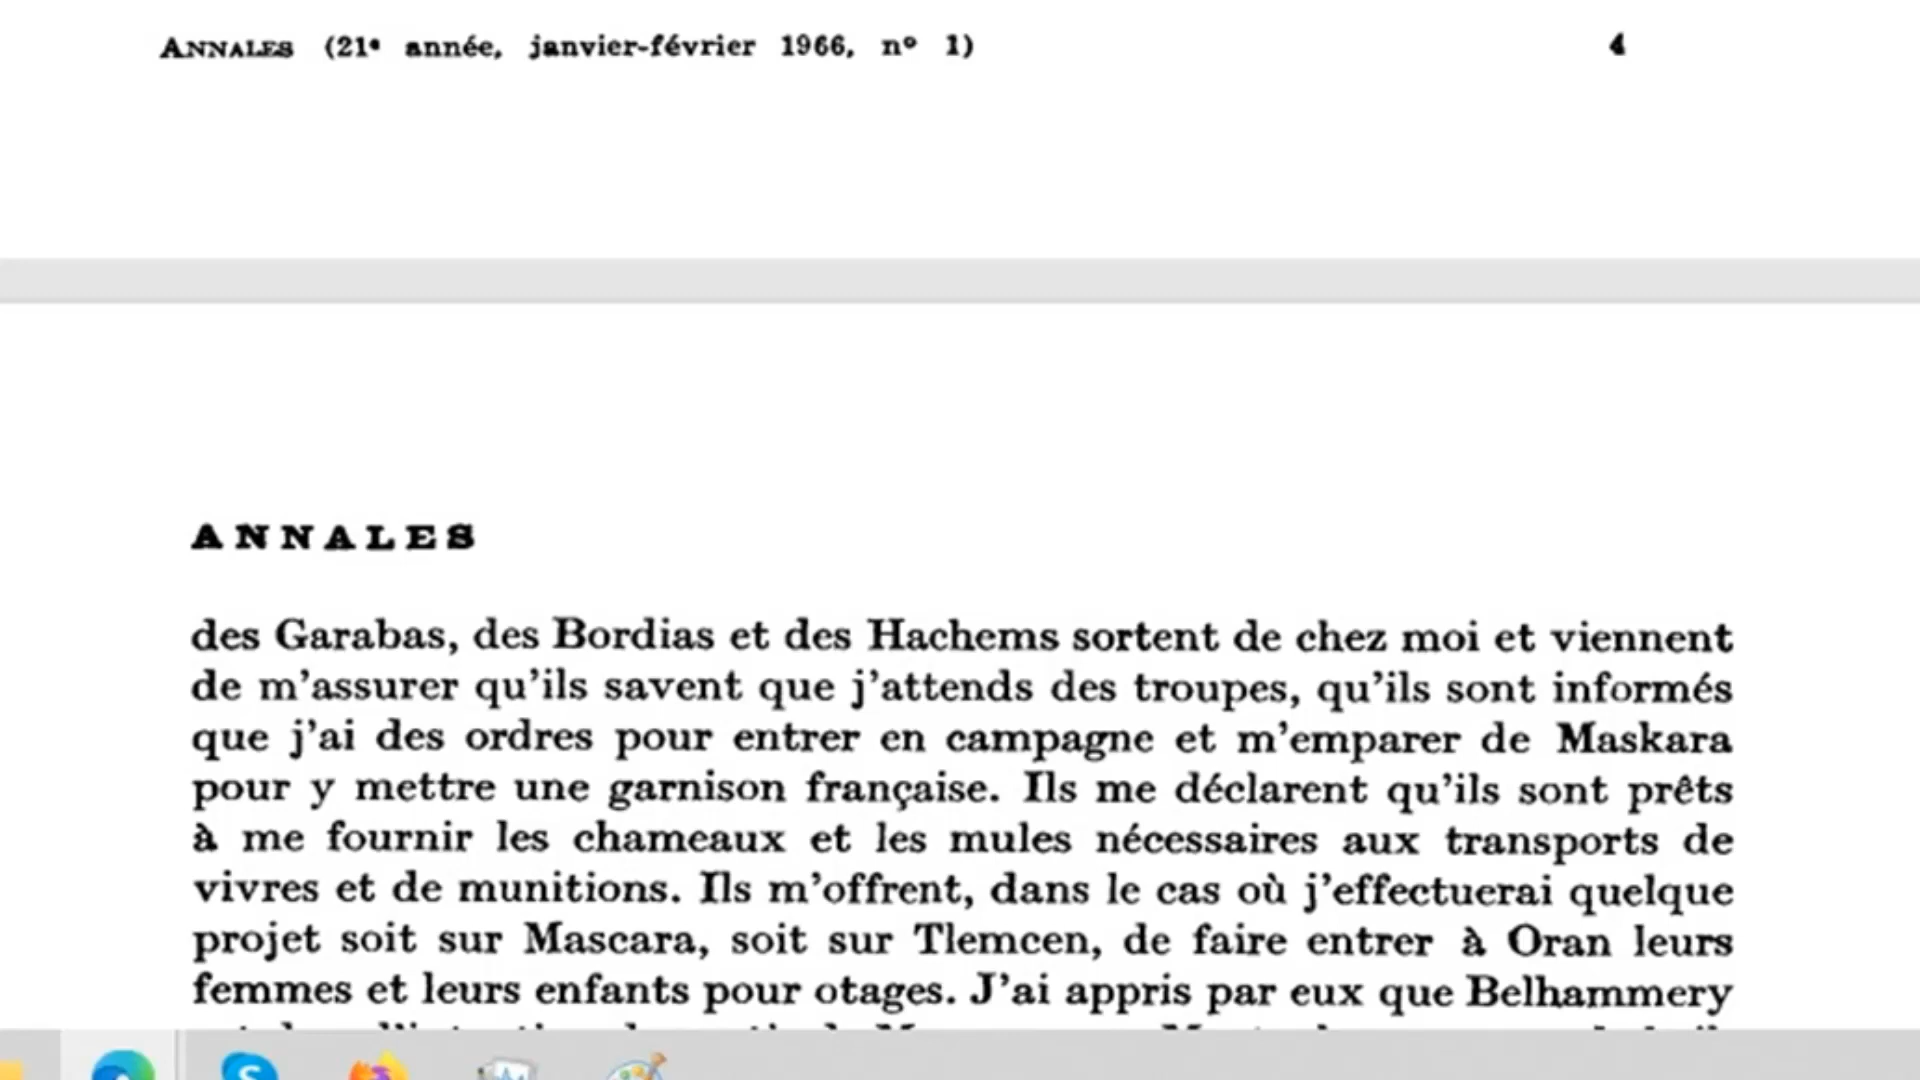 ANNALES (21e année, janvier-février 1966, nº 1) 4
ANNALES
des Garabas, des Bordias et des Hachems sortent de chez moi et viennent
de m'assurer qu'ils savent que j'attends des troupes, qu'ils sont informés
que j'ai des ordres pour entrer en campagne et m'emparer de Maskara
pour y mettre une garnison française. Ils me déclarent qu'ils sont prêts
à me fournir les chameaux et les mules nécessaires aux transports de
vivres et de munitions. Ils m'offrent, dans le cas où j'effectuerai quelque
projet soit sur Mascara, soit sur Tlemcen, de faire entrer à Oran leurs
femmes et leurs enfants pour otages. J'ai appris par eux que Belhammery